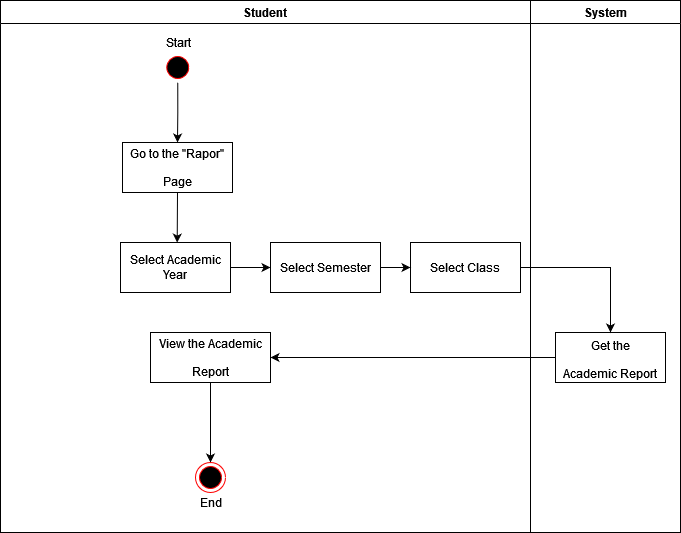 Student
System
Start
Go to the "Rapor"
Page
Select Academic
Year
Select Semester
Select Class
View the Academic
Report
Get the
Academic Report
End